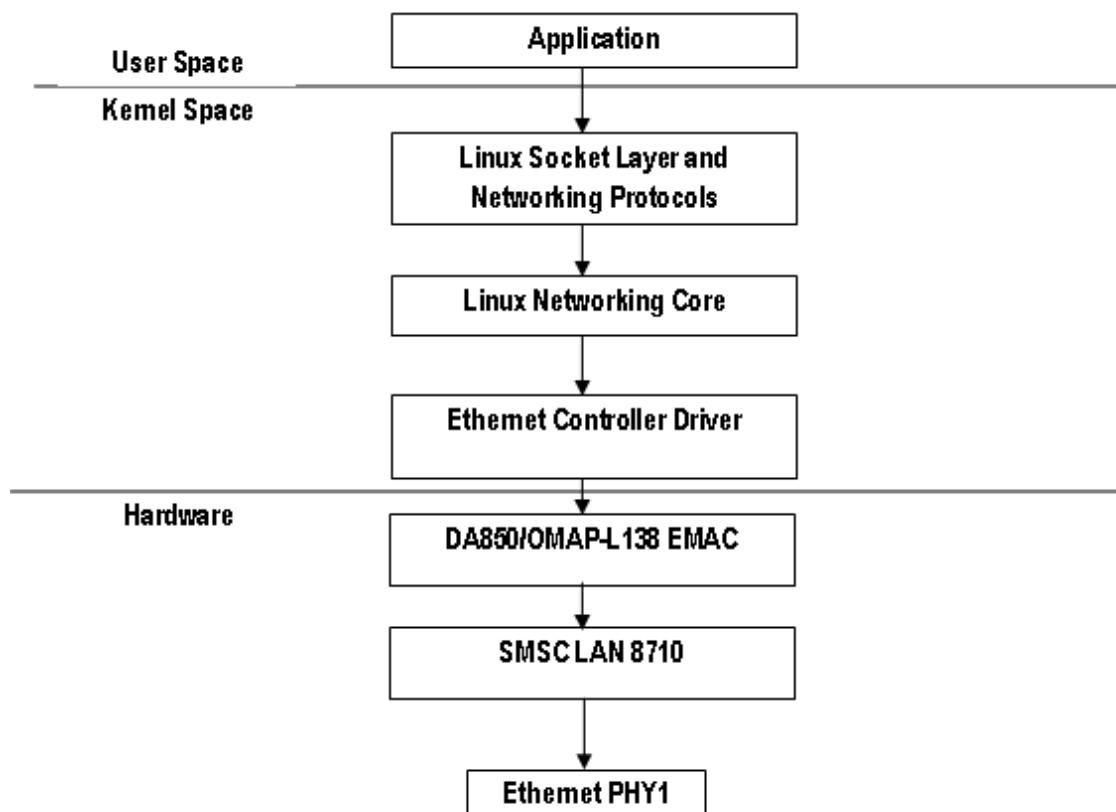 Application
User Space
Kernel Space
Linux Socket Layer and
Networking Protocols
Linux Networking Core
Ethernet Controller Driver
Hardware
DA850/OMAP-L138 EMAC
SMSC LAN 8710
Ethernet PHY1